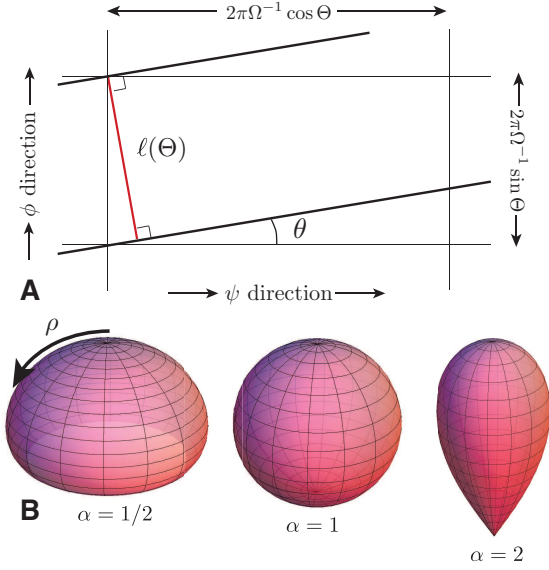 2πΩ⁻¹ cos Θ
ϕ direction
ℓ(Θ)
2πΩ⁻¹ sin Θ
θ
A
ψ direction
ρ
B
α = 1/2
α = 1
α = 2